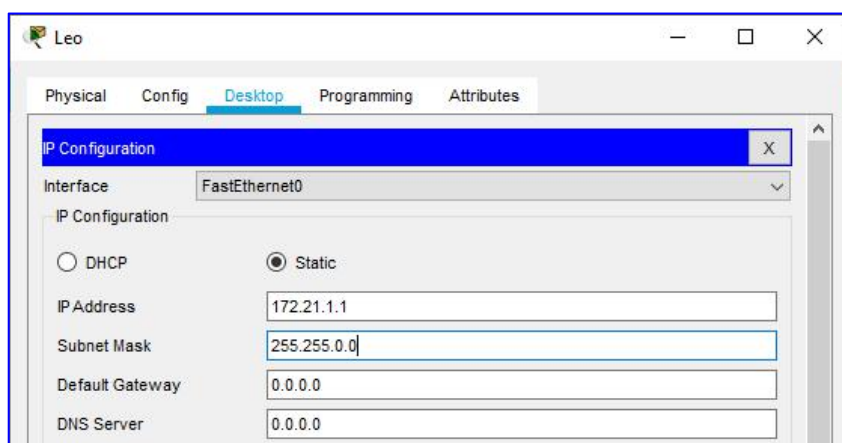 Leo
Physical Config Desktop Programming Attributes
IP Configuration X
Interface FastEthernet0
IP Configuration
DHCP Static
IP Address 172.21.1.1
Subnet Mask 255.255.0.0
Default Gateway 0.0.0.0
DNS Server 0.0.0.0